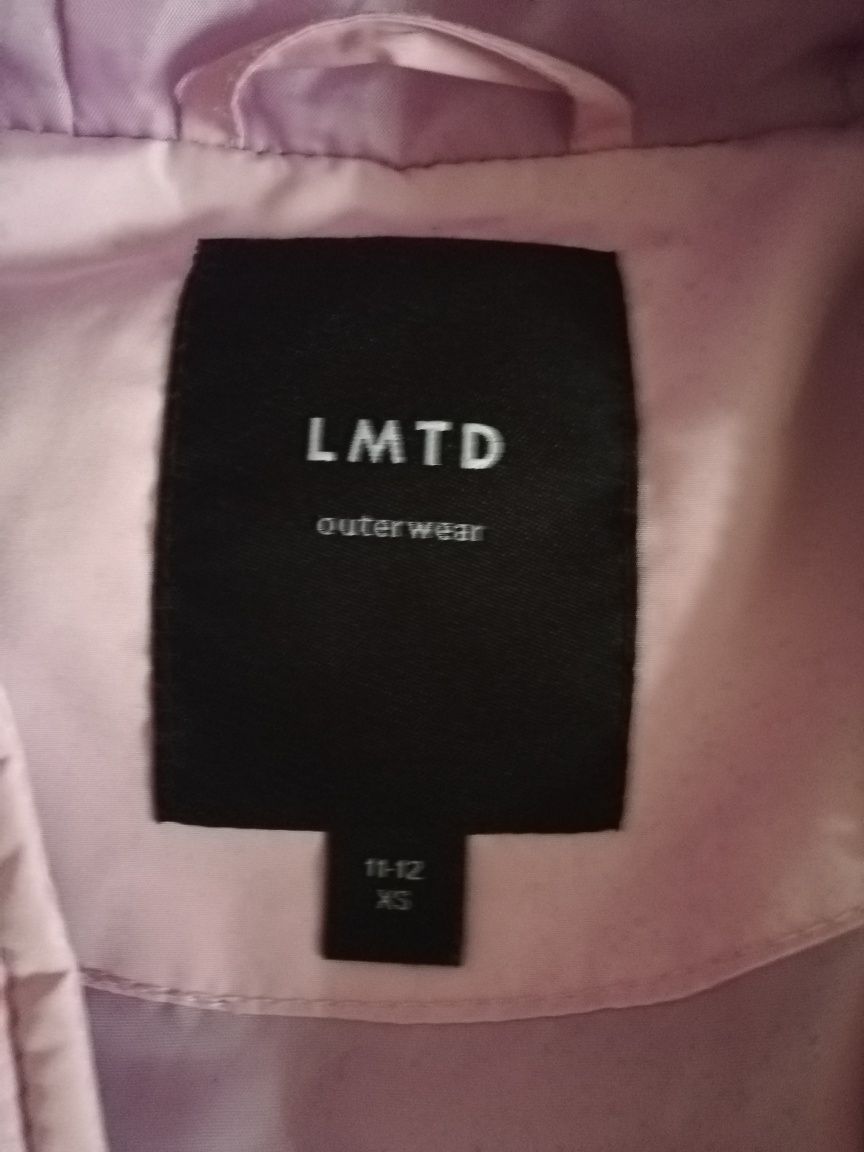 LMTD
outerwear
11-12
XS